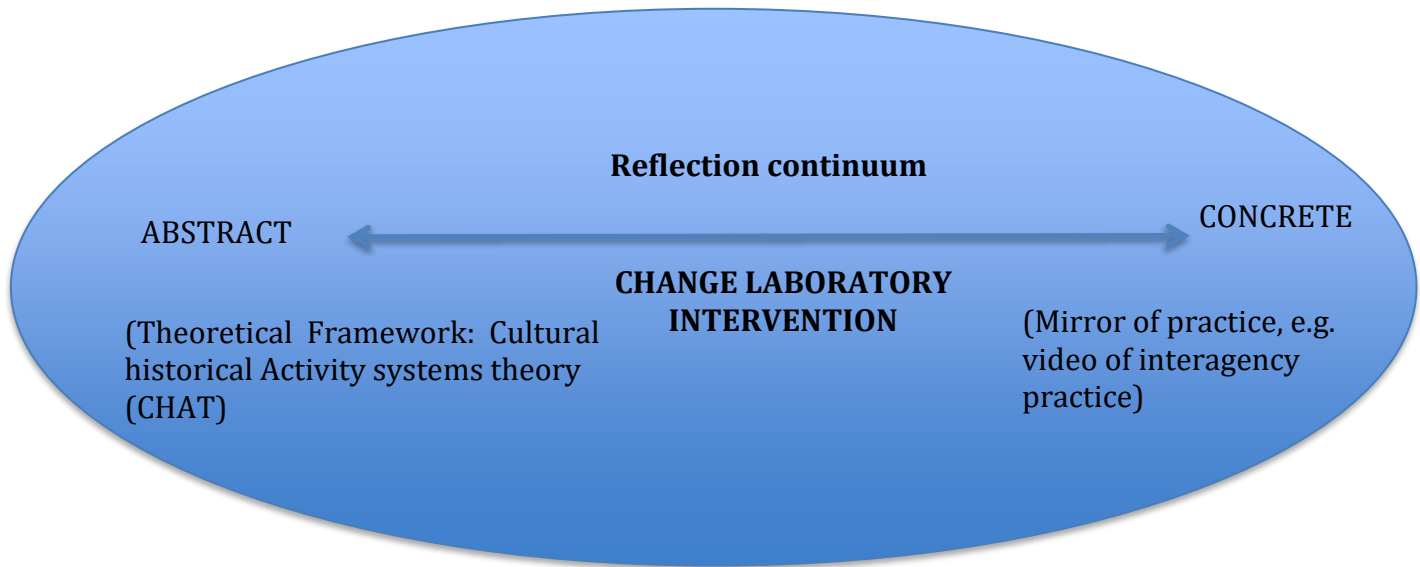 Reflection continuum
ABSTRACT
CONCRETE
CHANGE LABORATORY
INTERVENTION
(Theoretical Framework: Cultural
historical Activity systems theory
(CHAT)
(Mirror of practice, e.g.
video of interagency
practice)